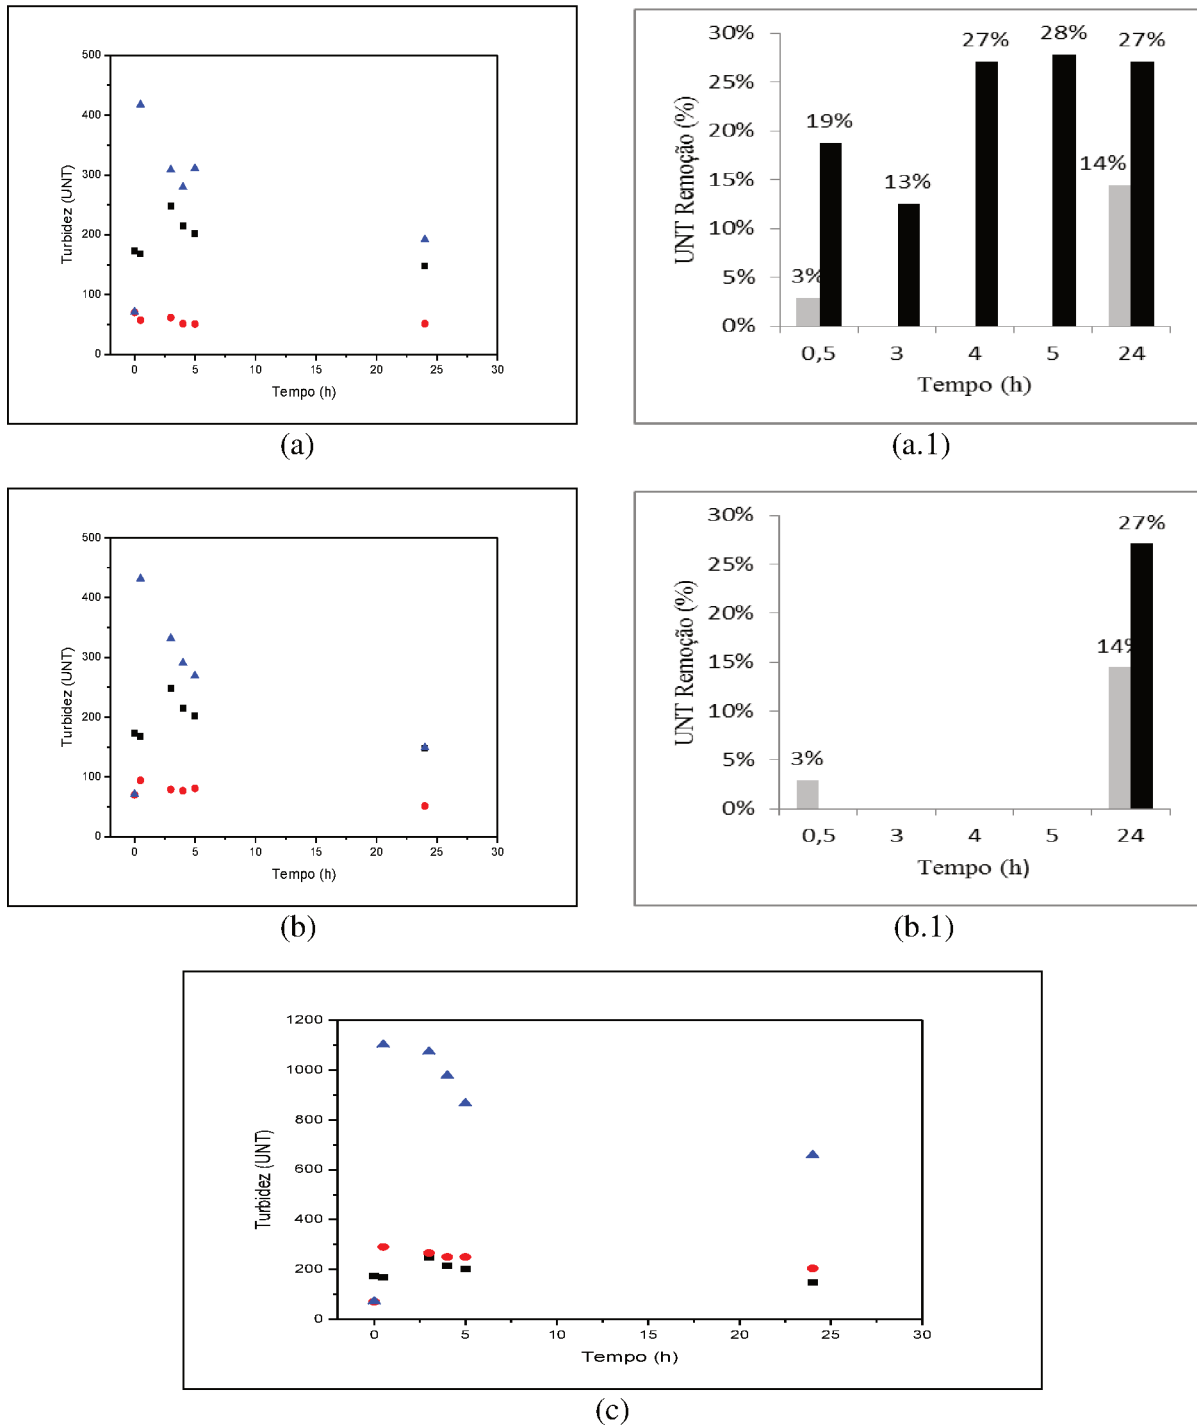 500
400
300
200
100
0
Turbidez (UNT)
0 5 10 15 20 25 30
Tempo (h)
(a)
30%
25%
20%
15%
10%
5%
0%
UNT Remoção (%)
3% 19% 13% 27% 28% 14% 27%
0,5 3 4 5 24
Tempo (h)
(a.1)
500
400
300
200
100
0
Turbidez (UNT)
0 5 10 15 20 25 30
Tempo (h)
(b)
30%
25%
20%
15%
10%
5%
0%
UNT Remoção (%)
3% 14% 27%
0,5 3 4 5 24
Tempo (h)
(b.1)
1200
1000
800
600
400
200
0
Turbidez (UNT)
0 5 10 15 20 25 30
Tempo (h)
(c)